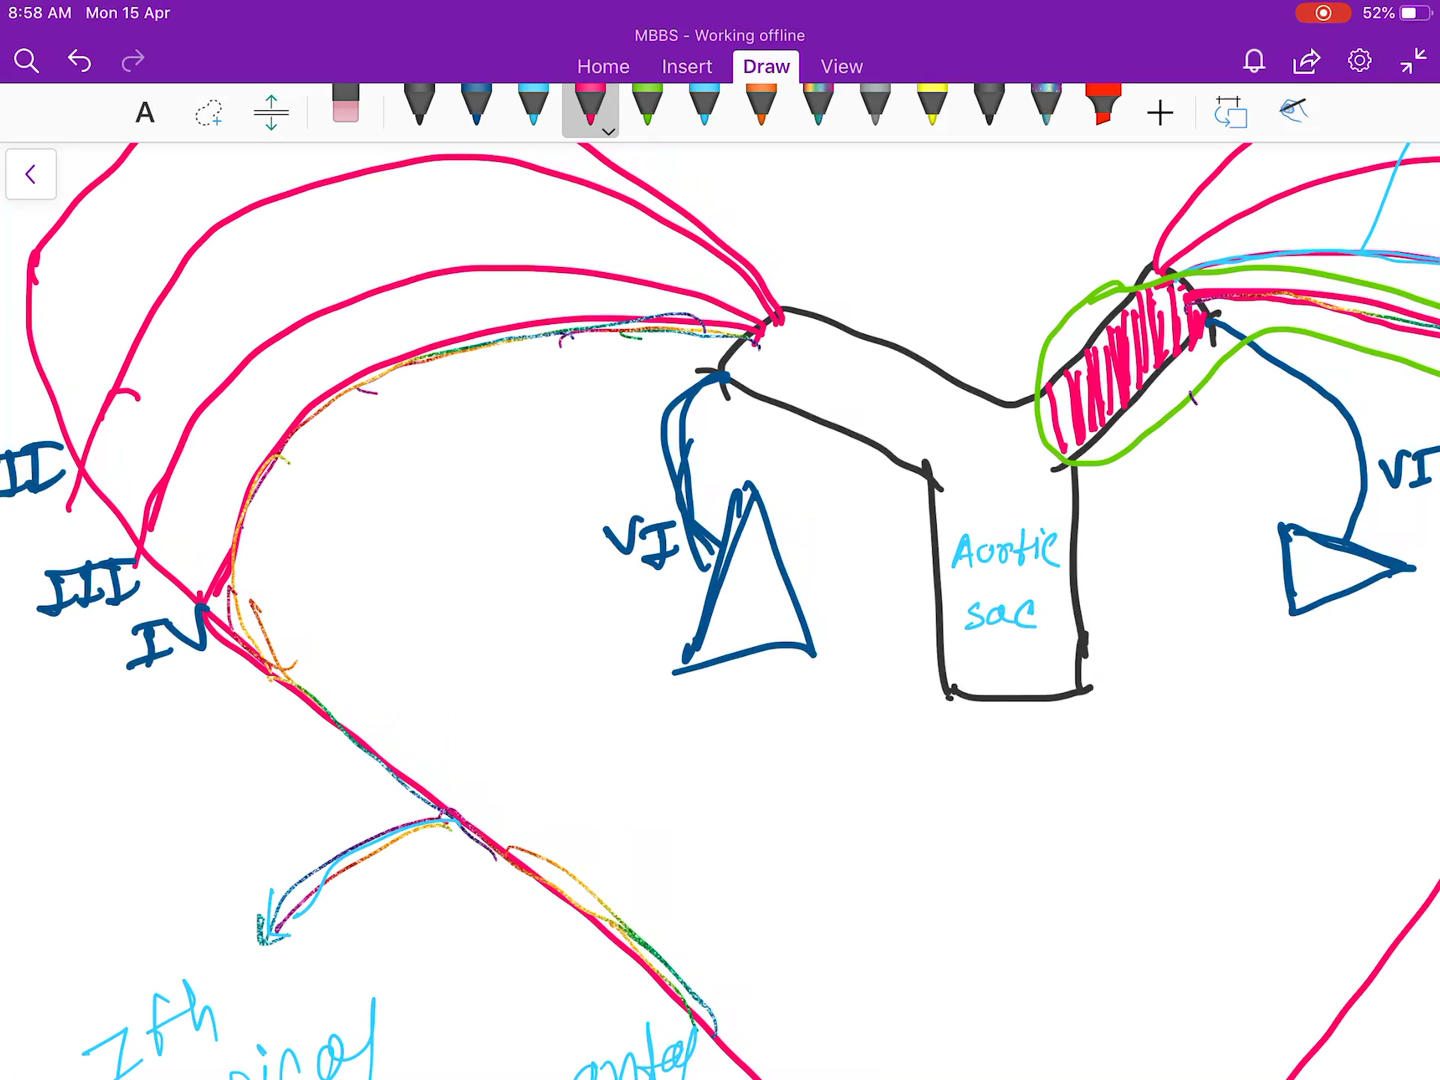 8:58 AM Mon 15 Apr
52%
MBBS - Working offline
Home Insert Draw View
A
II
III
IV
VI
Aortic
sac
VI
7th